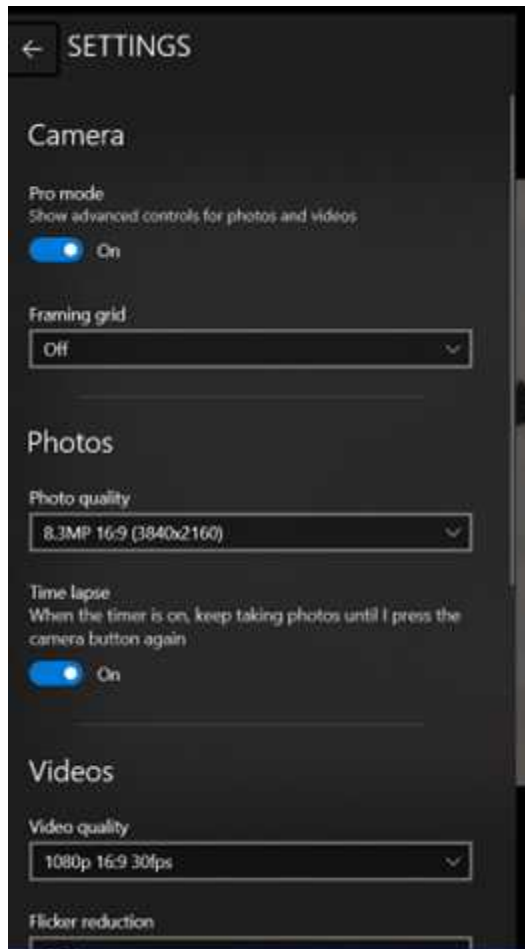 SETTINGS
Camera
Pro mode
Show advanced controls for photos and videos
On
Framing grid
Off
Photos
Photo quality
8.3MP 16:9 (3840x2160)
Time lapse
When the timer is on, keep taking photos until I press the
camera button again
On
Videos
Video quality
1080p 16:9 30fps
Flicker reduction